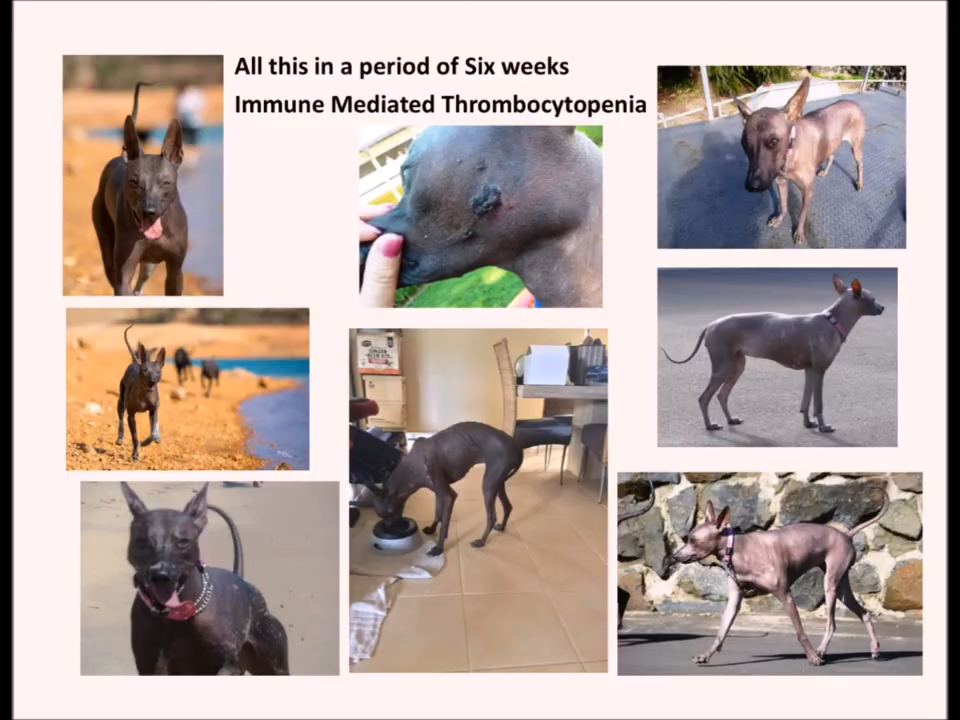 All this in a period of Six weeks
Immune Mediated Thrombocytopenia